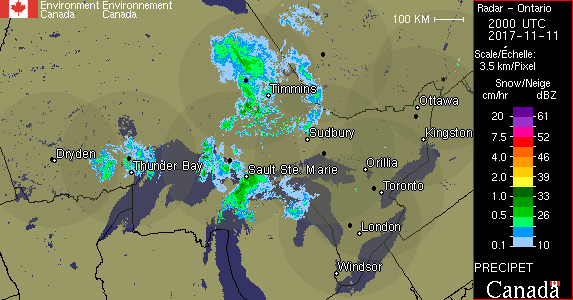 Environment Environnement
Canada Canada
100 KM
Timmins
Ottawa
Sudbury
Kingston
Dryden
Thunder Bay
Sault Ste. Marie
Orillia
Toronto
London
Windsor
Radar - Ontario
2000 UTC
2017-11-11
Scale/Échelle:
3.5 km/Pixel
Snow/Neige
cm/hr dBZ
20 61
7.5 52
4.0 46
2.0 39
1.0 33
0.5 26
0.1 10
PRECIPET
Canada